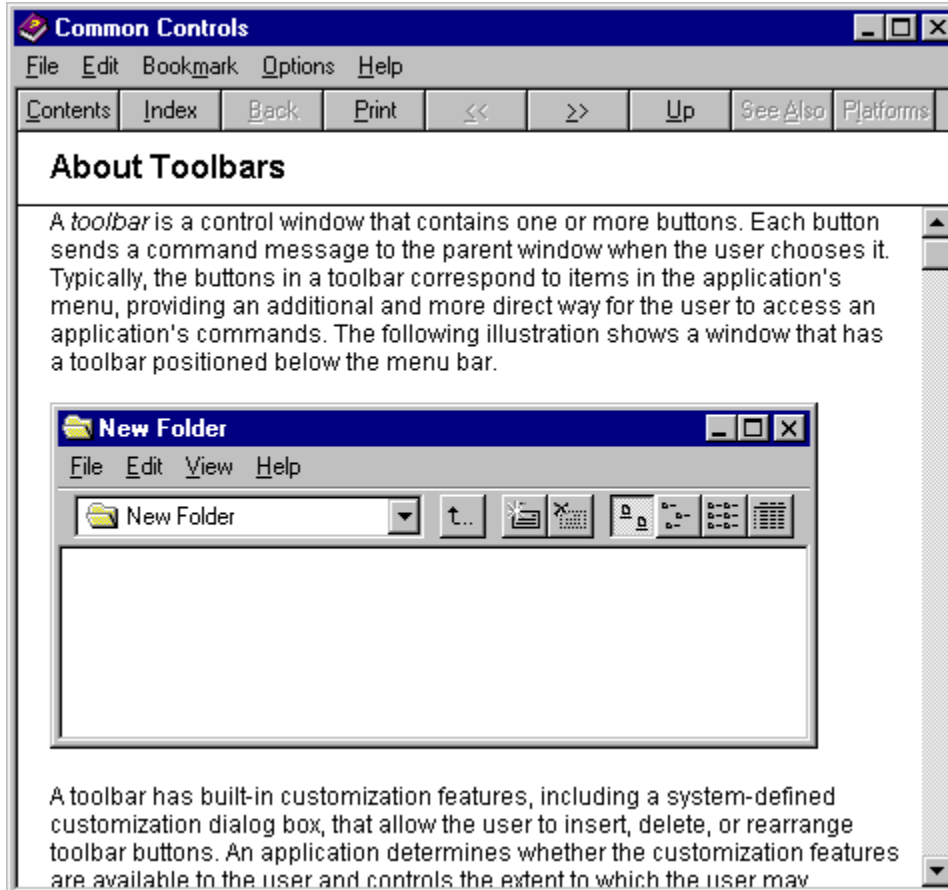 Common Controls
File Edit Bookmark Options Help
Contents Index Back Print << >> Up See Also Platforms
About Toolbars
A toolbar is a control window that contains one or more buttons. Each button
sends a command message to the parent window when the user chooses it.
Typically, the buttons in a toolbar correspond to items in the application's
menu, providing an additional and more direct way for the user to access an
application's commands. The following illustration shows a window that has
a toolbar positioned below the menu bar.
New Folder
File Edit View Help
New Folder
A toolbar has built-in customization features, including a system-defined
customization dialog box, that allow the user to insert, delete, or rearrange
toolbar buttons. An application determines whether the customization features
are available to the user and controls the extent to which the user may